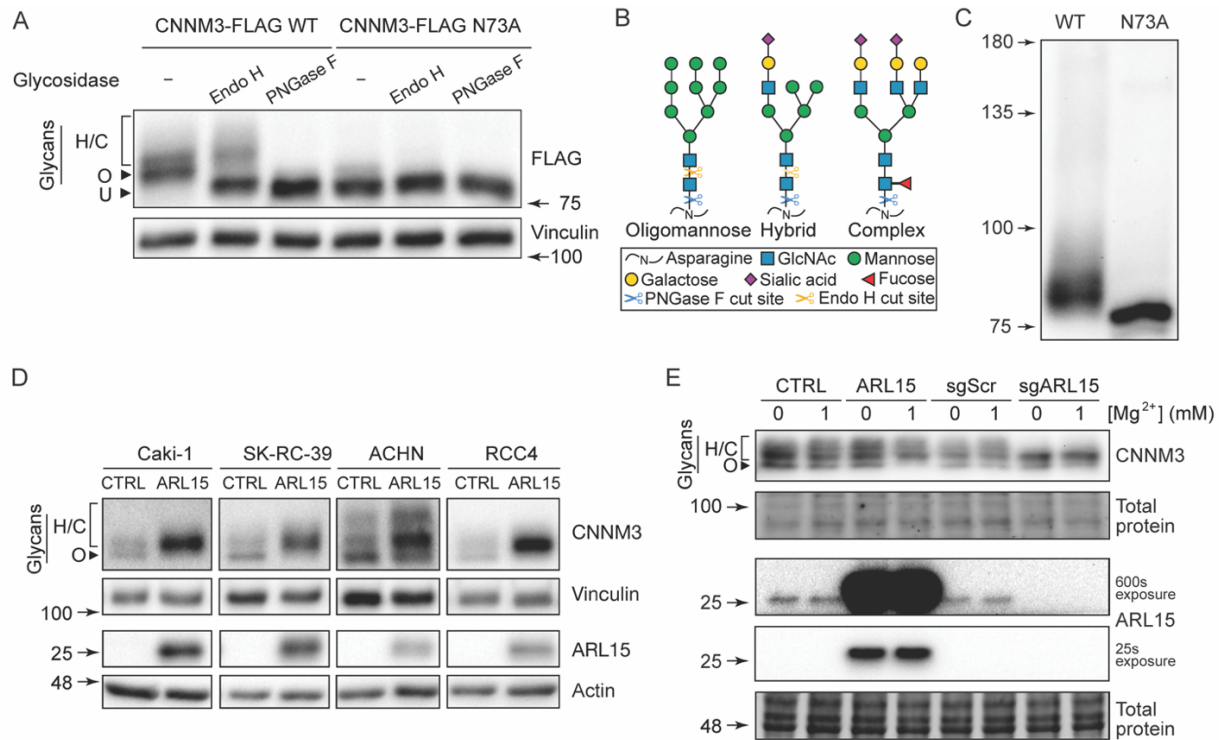 A
CNNM3-FLAG WT CNNM3-FLAG N73A
Glycosidase – Endo H PNGase F – Endo H PNGase F
Glycans
H/C
O
U
FLAG
75
Vinculin
100
B
N N N
Oligomannose Hybrid Complex
N Asparagine GlcNAc Mannose
Galactose Sialic acid Fucose
PNGase F cut site Endo H cut site
C
WT N73A
180
135
100
75
D
Caki-1 SK-RC-39 ACHN RCC4
CTRL ARL15 CTRL ARL15 CTRL ARL15 CTRL ARL15
Glycans
H/C
O
CNNM3
Vinculin
100
25
ARL15
48
Actin
E
CTRL ARL15 sgScr sgARL15
0 1 0 1 0 1 0 1 [Mg²⁺] (mM)
Glycans
H/C
O
CNNM3
100
Total
protein
600s
exposure
25
ARL15
25s
exposure
25
Total
protein
48